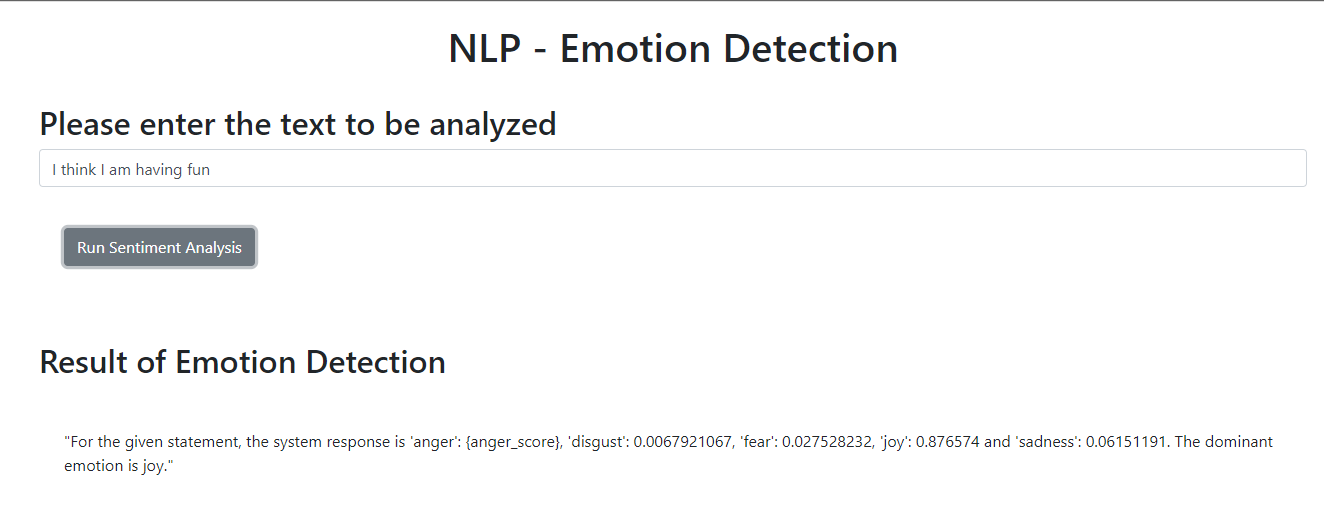 NLP - Emotion Detection
Please enter the text to be analyzed
I think I am having fun
Run Sentiment Analysis
Result of Emotion Detection
"For the given statement, the system response is 'anger': {anger_score}, 'disgust': 0.0067921067, 'fear': 0.027528232, 'joy': 0.876574 and 'sadness': 0.06151191. The dominant
emotion is joy."